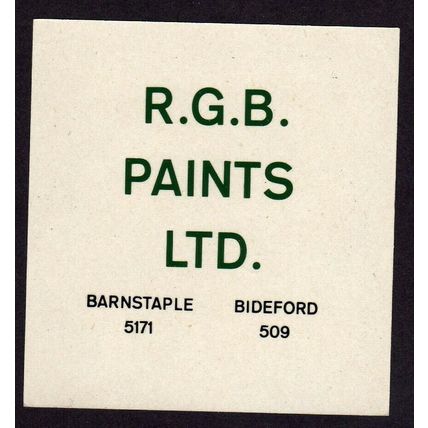 R.G.B.
PAINTS
LTD.
BARNSTAPLE BIDEFORD
5171 509